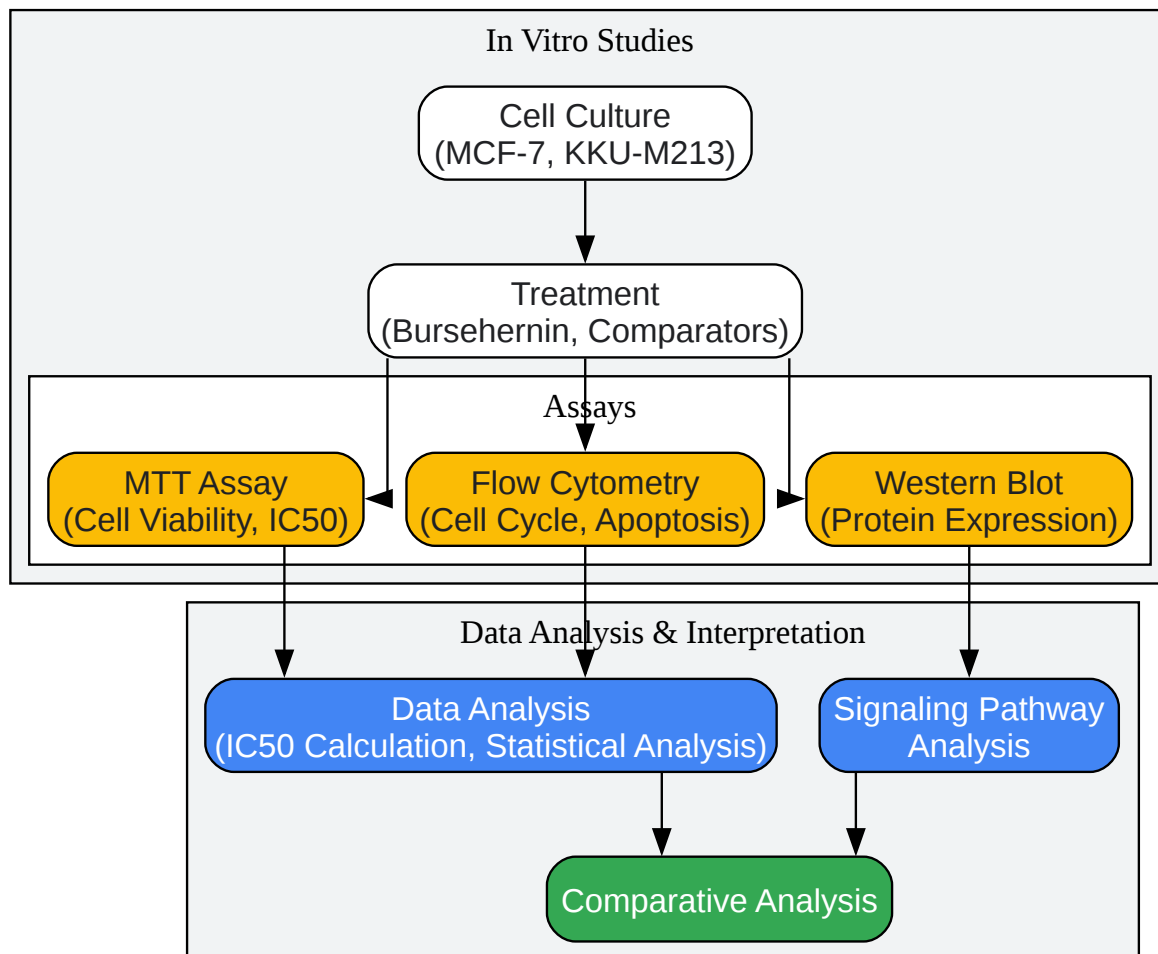 In Vitro Studies
Cell Culture
(MCF-7, KKU-M213)
Treatment
(Bursehernin, Comparators)
Assays
MTT Assay
(Cell Viability, IC50)
Flow Cytometry
(Cell Cycle, Apoptosis)
Western Blot
(Protein Expression)
Data Analysis & Interpretation
Data Analysis
(IC50 Calculation, Statistical Analysis)
Signaling Pathway
Analysis
Comparative Analysis